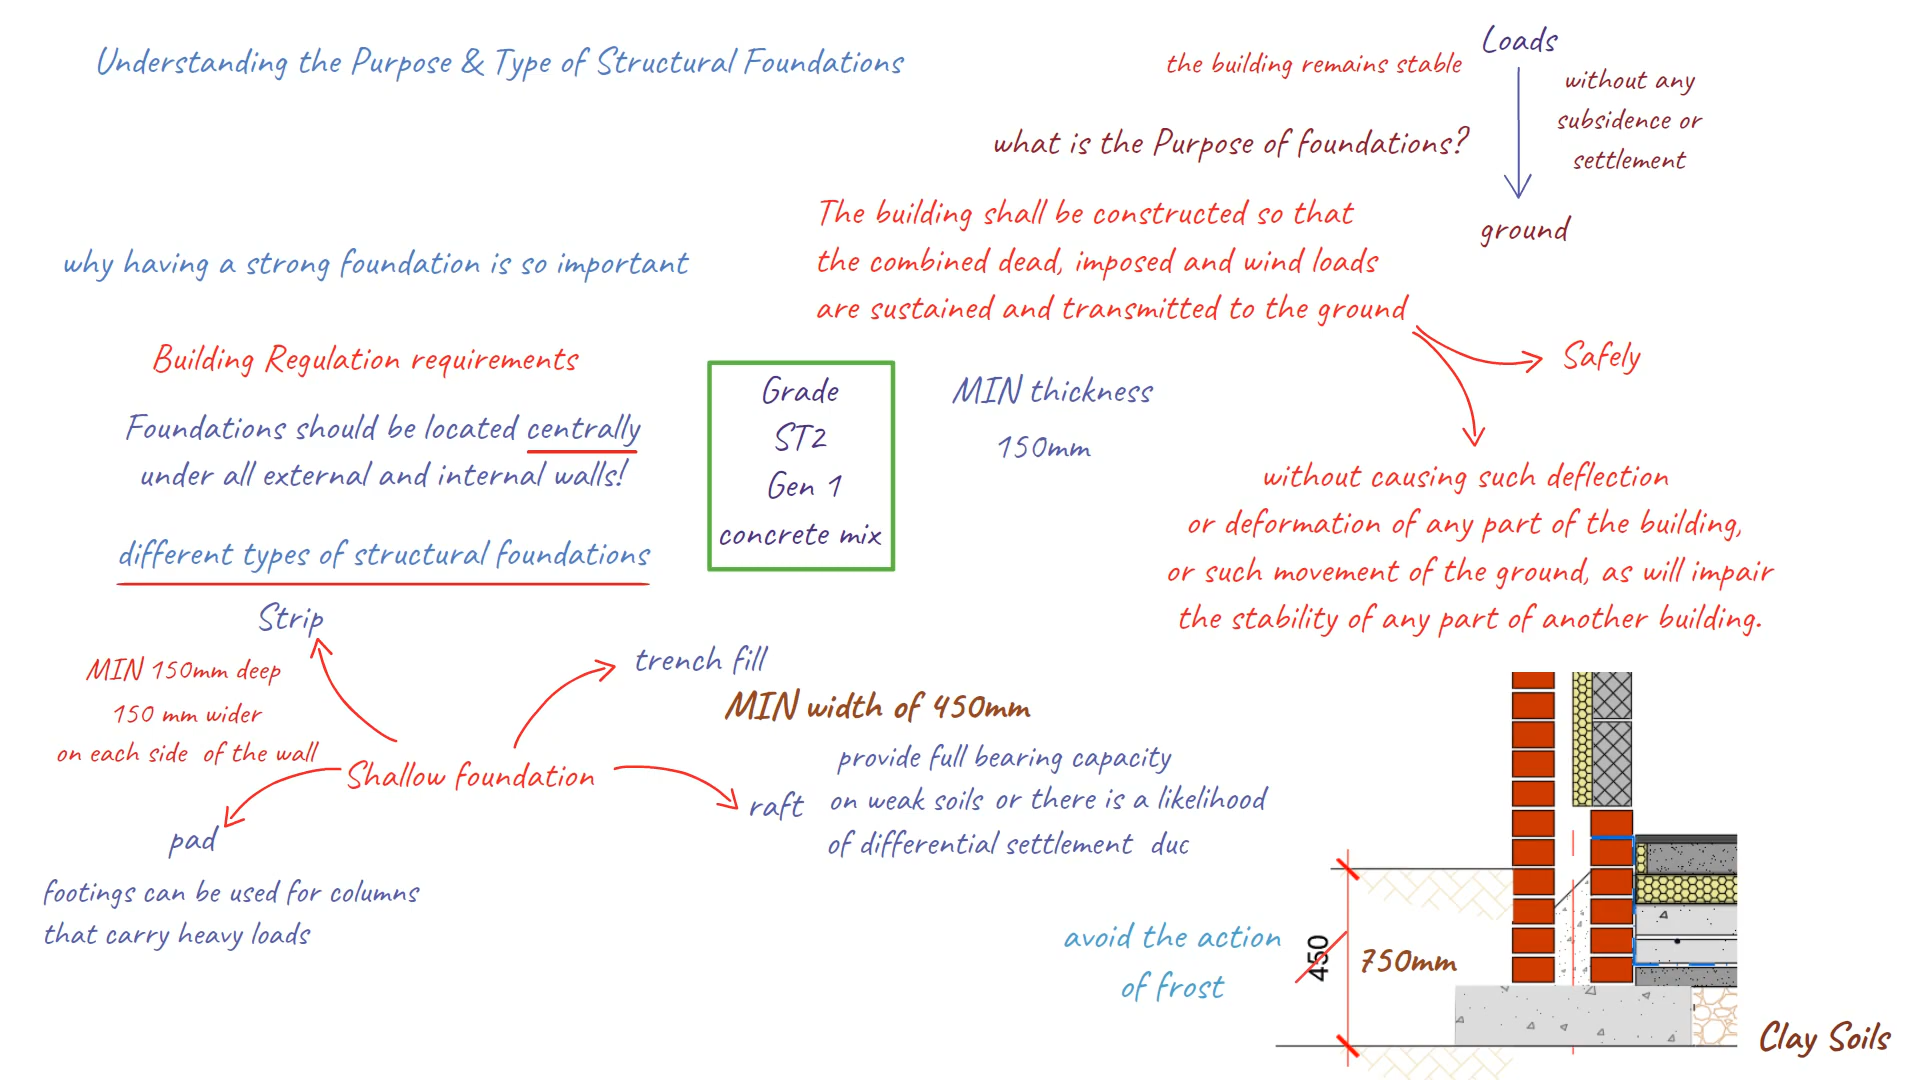 Understanding the Purpose & Type of Structural Foundations
why having a strong foundation is so important
Building Regulation requirements
Foundations should be located centrally
under all external and internal walls!
different types of structural foundations
Strip
MIN 150mm deep
150 mm wider
on each side of the wall
Shallow foundation
trench fill
MIN width of 450mm
raft
provide full bearing capacity
on weak soils or there is a likelihood
of differential settlement duc
pad
footings can be used for columns
that carry heavy loads
Grade
ST2
Gen 1
concrete mix
MIN thickness
150mm
the building remains stable
Loads
without any
subsidence or
settlement
ground
what is the Purpose of foundations?
The building shall be constructed so that
the combined dead, imposed and wind loads
are sustained and transmitted to the ground
Safely
without causing such deflection
or deformation of any part of the building,
or such movement of the ground, as will impair
the stability of any part of another building.
avoid the action
of frost
450
750mm
Clay Soils